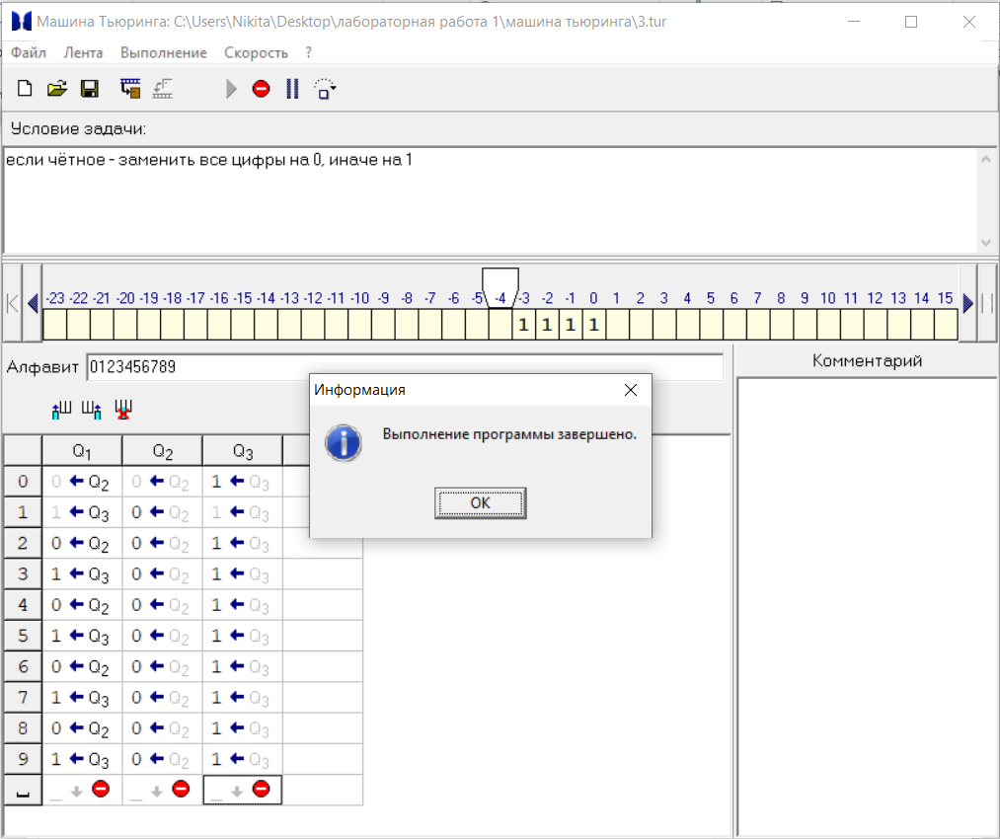 Машина Тьюринга: C:\Users\Nikita\Desktop\лабораторная работа 1\машина тьюринга\3.tur
Файл Лента Выполнение Скорость ?
Условие задачи:
если чётное - заменить все цифры на 0, иначе на 1
-23 -22 -21 -20 -19 -18 -17 -16 -15 -14 -13 -12 -11 -10 -9 -8 -7 -6 -5 -4 -3 -2 -1 0 1 2 3 4 5 6 7 8 9 10 11 12 13 14 15
1 1 1 1
Алфавит 0123456789
Комментарий
Информация
Выполнение программы завершено.
OK
Q1 Q2 Q3
0 0 ← Q2 0 ← Q2 1 ← Q3
1 1 ← Q3 0 ← Q2 1 ← Q3
2 0 ← Q2 0 ← Q2 1 ← Q3
3 1 ← Q3 0 ← Q2 1 ← Q3
4 0 ← Q2 0 ← Q2 1 ← Q3
5 1 ← Q3 0 ← Q2 1 ← Q3
6 0 ← Q2 0 ← Q2 1 ← Q3
7 1 ← Q3 0 ← Q2 1 ← Q3
8 0 ← Q2 0 ← Q2 1 ← Q3
9 1 ← Q3 0 ← Q2 1 ← Q3
_ ↓ _ ↓ _ ↓